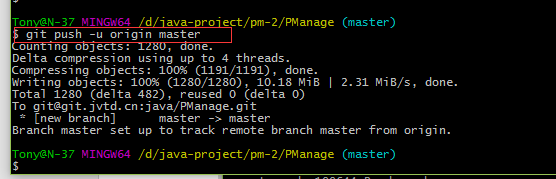 $
Tony@N-37 MINGW64 /d/java-project/pm-2/PManage (master)
$ git push -u origin master
Counting objects: 1280, done.
Delta compression using up to 4 threads.
Compressing objects: 100% (1191/1191), done.
Writing objects: 100% (1280/1280), 10.18 MiB | 2.31 MiB/s, done.
Total 1280 (delta 482), reused 0 (delta 0)
To git@git.jvtd.cn:java/PManage.git
 * [new branch]      master -> master
Branch master set up to track remote branch master from origin.
Tony@N-37 MINGW64 /d/java-project/pm-2/PManage (master)
$